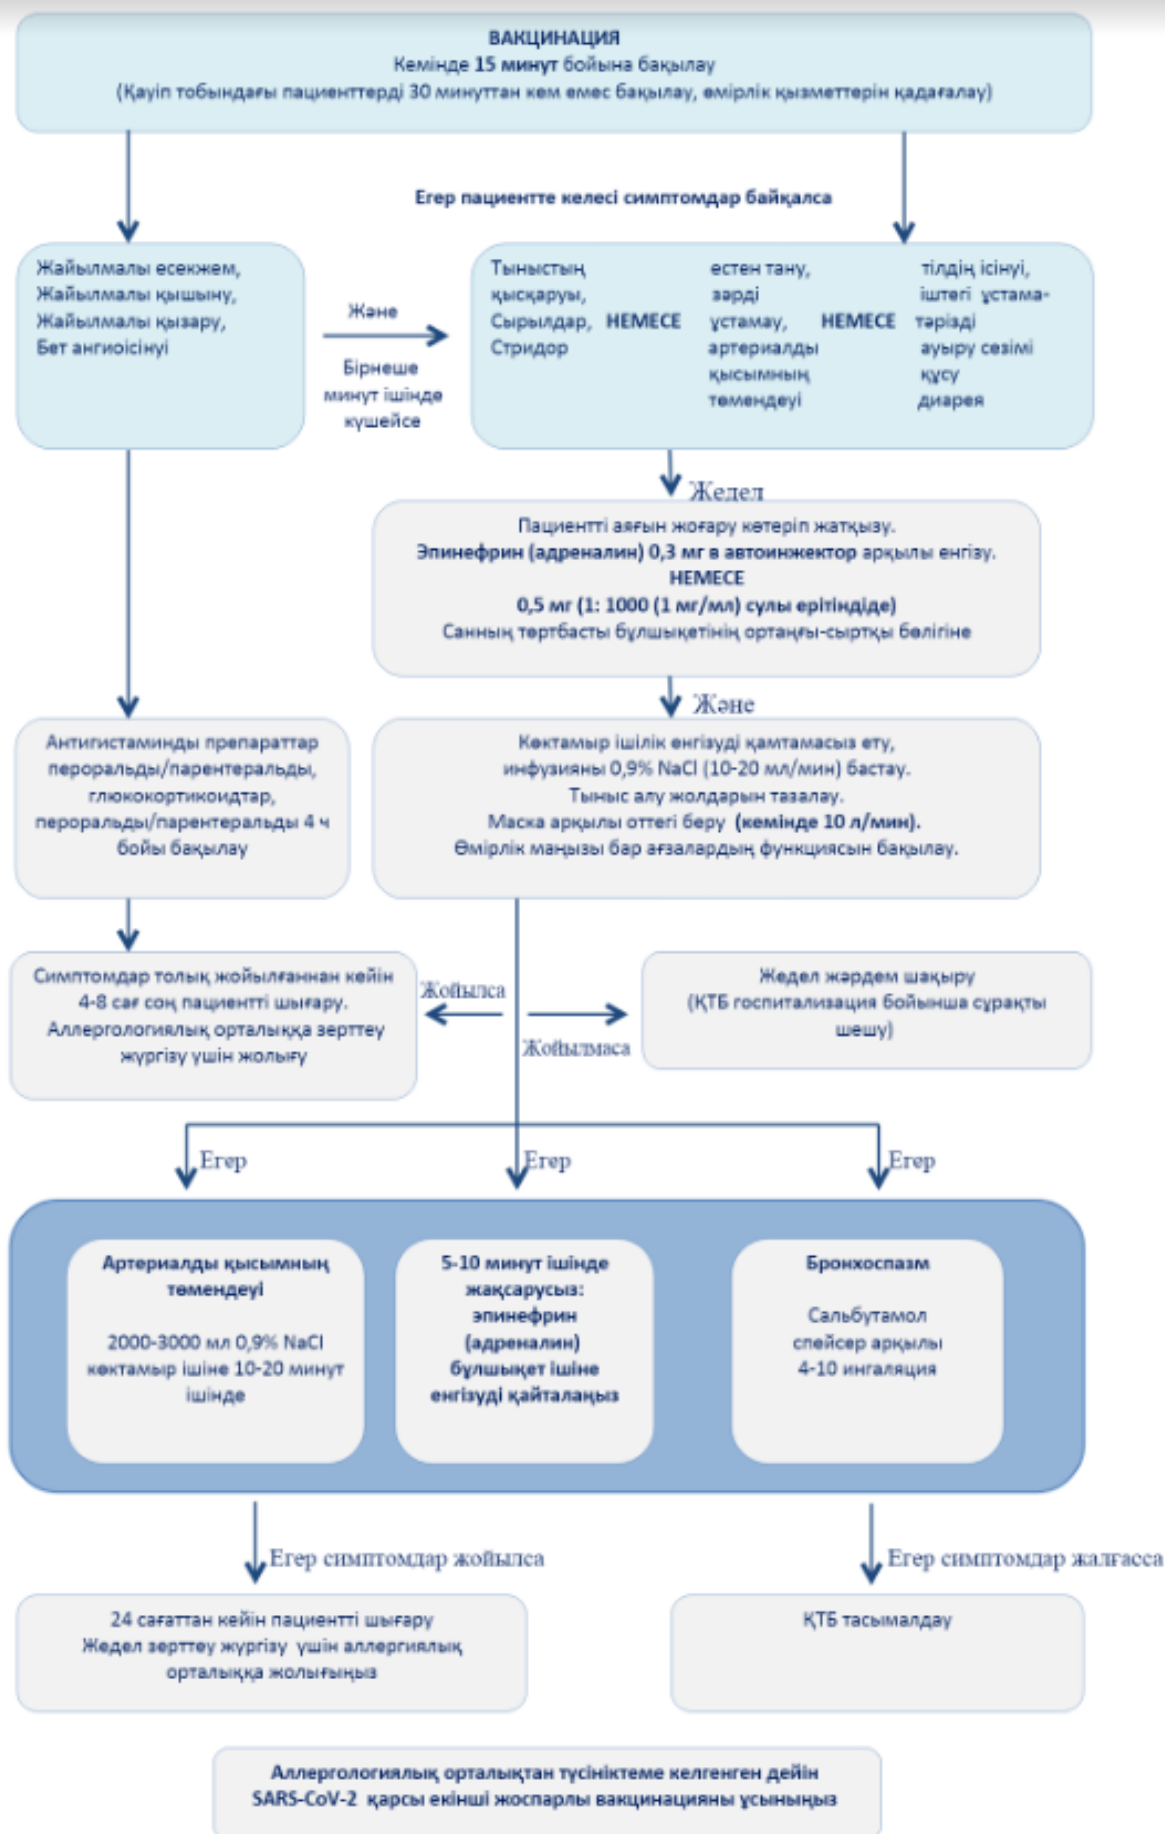 ВАКЦИНАЦИЯ
Кемінде 15 минут бойына бақылау
(Қауіп тобындағы пациенттерді 30 минуттан кем емес бақылау, өмірлік қызметтерін қадағалау)
Егер пациентте келесі симптомдар байқалса
Жайылмалы есекжем,
Жайылмалы қышыну,
Жайылмалы қызару,
Бет ангиоісінуі
Және
Бірнеше
минут ішінде
күшейсе
Тыныстың
қысқаруы,
Сырылдар,
Стридор
НЕМЕСЕ
естен тану,
зәрді
ұстамау,
артериалды
қысымның
төмендеуі
НЕМЕСЕ
тілдің ісінуі,
іштегі ұстама-
тәрізді
ауыру сезімі
құсу
диарея
Жедел
Пациентті аяғын жоғару көтеріп жатқызу.
Эпинефрин (адреналин) 0,3 мг в автоинжектор арқылы енгізу.
НЕМЕСЕ
0,5 мг (1: 1000 (1 мг/мл) сулы ерітіндіде)
Санның төртбасты бұлшықетінің ортаңғы-сыртқы бөлігіне
Және
Антигистаминды препараттар
пероральды/парентеральды,
глюкокортикоидтар,
пероральды/парентеральды 4 ч
бойы бақылау
Көктамыр ішілік енгізуді қамтамасыз ету,
инфузияны 0,9% NaCl (10-20 мл/мин) бастау.
Тыныс алу жолдарын тазалау.
Маска арқылы оттегі беру (кемінде 10 л/мин).
Өмірлік маңызы бар ағзалардың функциясын бақылау.
Симптомдар толық жойылғаннан кейін
4-8 сағ соң пациентті шығару.
Аллергологиялық орталыққа зерттеу
жүргізу үшін жолығу
Жойылса
Жойылмаса
Жедел жәрдем шақыру
(ҚТБ госпитализация бойынша сұрақты
шешу)
Егер
Егер
Егер
Артериалды қысымның
төмендеуі
2000-3000 мл 0,9% NaCl
көктамыр ішіне 10-20 минут
ішінде
5-10 минут ішінде
жақсарусыз:
эпинефрин
(адреналин)
бұлшықет ішіне
енгізуді қайталаңыз
Бронхоспазм
Сальбутамол
спейсер арқылы
4-10 ингаляция
Егер симптомдар жойылса
Егер симптомдар жалғасса
24 сағаттан кейін пациентті шығару
Жедел зерттеу жүргізу үшін аллергиялық
орталыққа жолығыңыз
ҚТБ тасымалдау
Аллергологиялық орталықтан түсініктеме келгенген дейін
SARS-CoV-2 қарсы екінші жоспарлы вакцинацияны ұсыныңыз